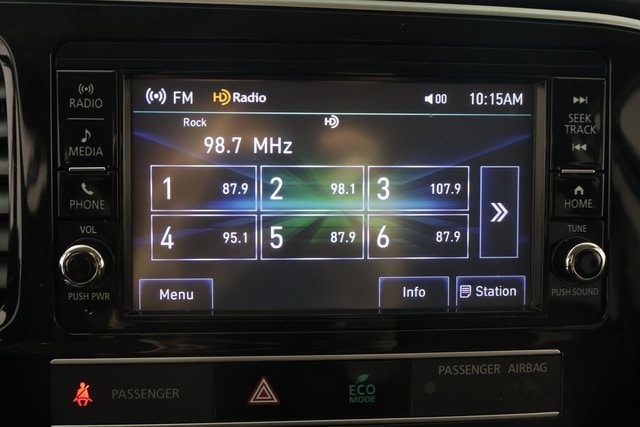 RADIO
MEDIA
PHONE
VOL
PUSH PWR
FM HD Radio 00 10:15AM
Rock HD
98.7 MHz
1 87.9 2 98.1 3 107.9
4 95.1 5 87.9 6 87.9
Menu Info Station
SEEK
TRACK
HOME
TUNE
PUSH SOUND
PASSENGER
ECO
MODE
PASSENGER AIRBAG